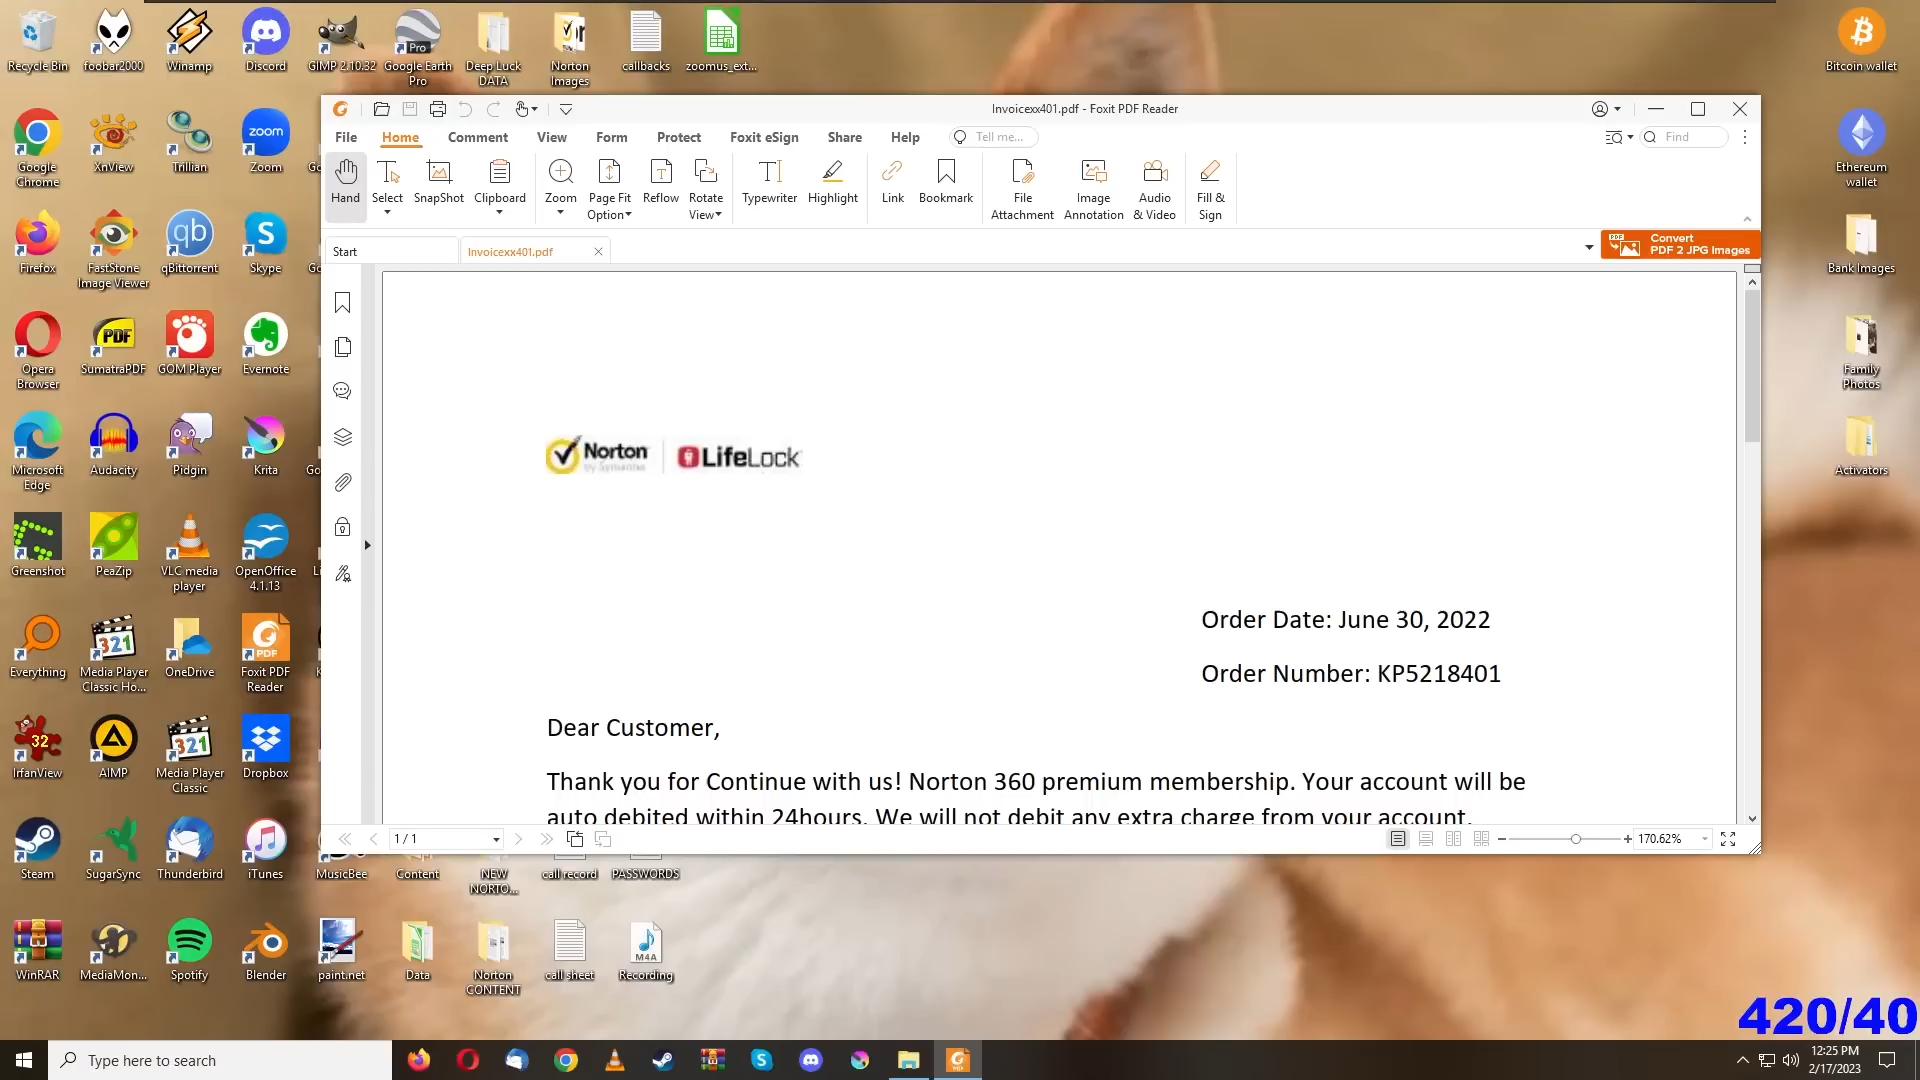 Recycle Bin
foobar2000
Winamp
Discord
GIMP 2.10.32
Google Earth
Pro
Deep Luck
DATA
Norton
Images
callbacks
zoomus_ext...
Bitcoin wallet
Invoicexx401.pdf - Foxit PDF Reader
File
Home
Comment
View
Form
Protect
Foxit eSign
Share
Help
Tell me...
Find
Hand
Select
SnapShot
Clipboard
Zoom
Page Fit
Option
Reflow
Rotate
View
Typewriter
Highlight
Link
Bookmark
File
Attachment
Image
Annotation
Audio
& Video
Fill &
Sign
Start
Invoicexx401.pdf
Convert
PDF 2 JPG Images
Norton
LifeLock
Order Date: June 30, 2022
Order Number: KP5218401
Dear Customer,
Thank you for Continue with us! Norton 360 premium membership. Your account will be
auto debited within 24hours. We will not debit any extra charge from your account.
1 / 1
170.62%
Google
Chrome
XnView
Trillian
zoom
Zoom
Ethereum
wallet
Firefox
FastStone
Image Viewer
qb
qBittorrent
S
Skype
Bank Images
Opera
Browser
PDF
SumatraPDF
GOM Player
Evernote
Family
Photos
Microsoft
Edge
Audacity
Pidgin
Krita
Activators
Greenshot
PeaZip
VLC media
player
OpenOffice
4.1.13
Everything
321
Media Player
Classic Ho...
OneDrive
PDF
Foxit PDF
Reader
32
IrfanView
AIMP
321
Media Player
Classic
Dropbox
Steam
SugarSync
Thunderbird
iTunes
MusicBee
Content
NEW
NORTO...
call record
PASSWORDS
WinRAR
MediaMon...
Spotify
Blender
paint.net
Data
Norton
CONTENT
call sheet
M4A
Recording
420/40
Type here to search
12:25 PM
2/17/2023